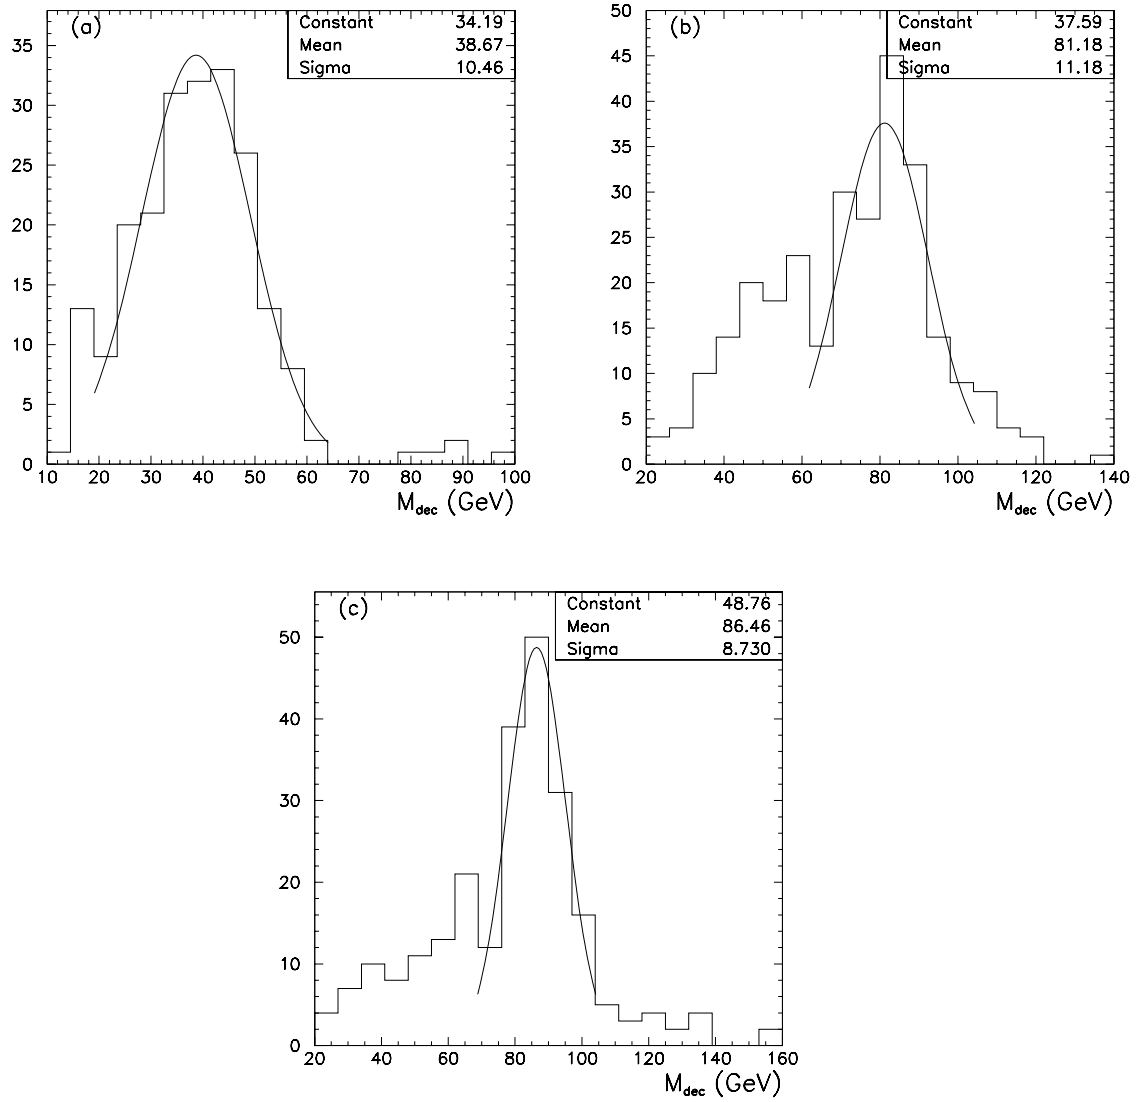 (a)
Constant 34.19
Mean 38.67
Sigma 10.46
35
30
25
20
15
10
5
0
10 20 30 40 50 60 70 80 90 100
M_dec (GeV)
(b)
Constant 37.59
Mean 81.18
Sigma 11.18
50
45
40
35
30
25
20
15
10
5
0
20 40 60 80 100 120 140
M_dec (GeV)
(c)
Constant 48.76
Mean 86.46
Sigma 8.730
50
40
30
20
10
0
20 40 60 80 100 120 140 160
M_dec (GeV)